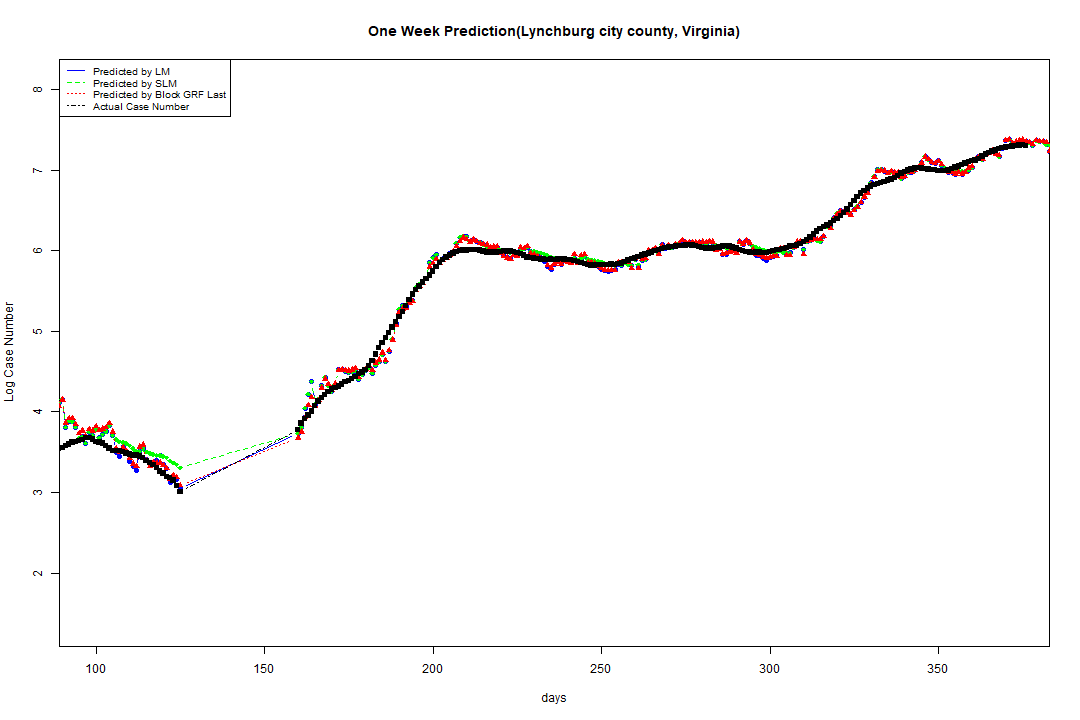 One Week Prediction(Lynchburg city county, Virginia)
Predicted by LM
Predicted by SLM
Predicted by Block GRF Last
Actual Case Number
8
7
6
5
4
3
2
Log Case Number
100 150 200 250 300 350
days